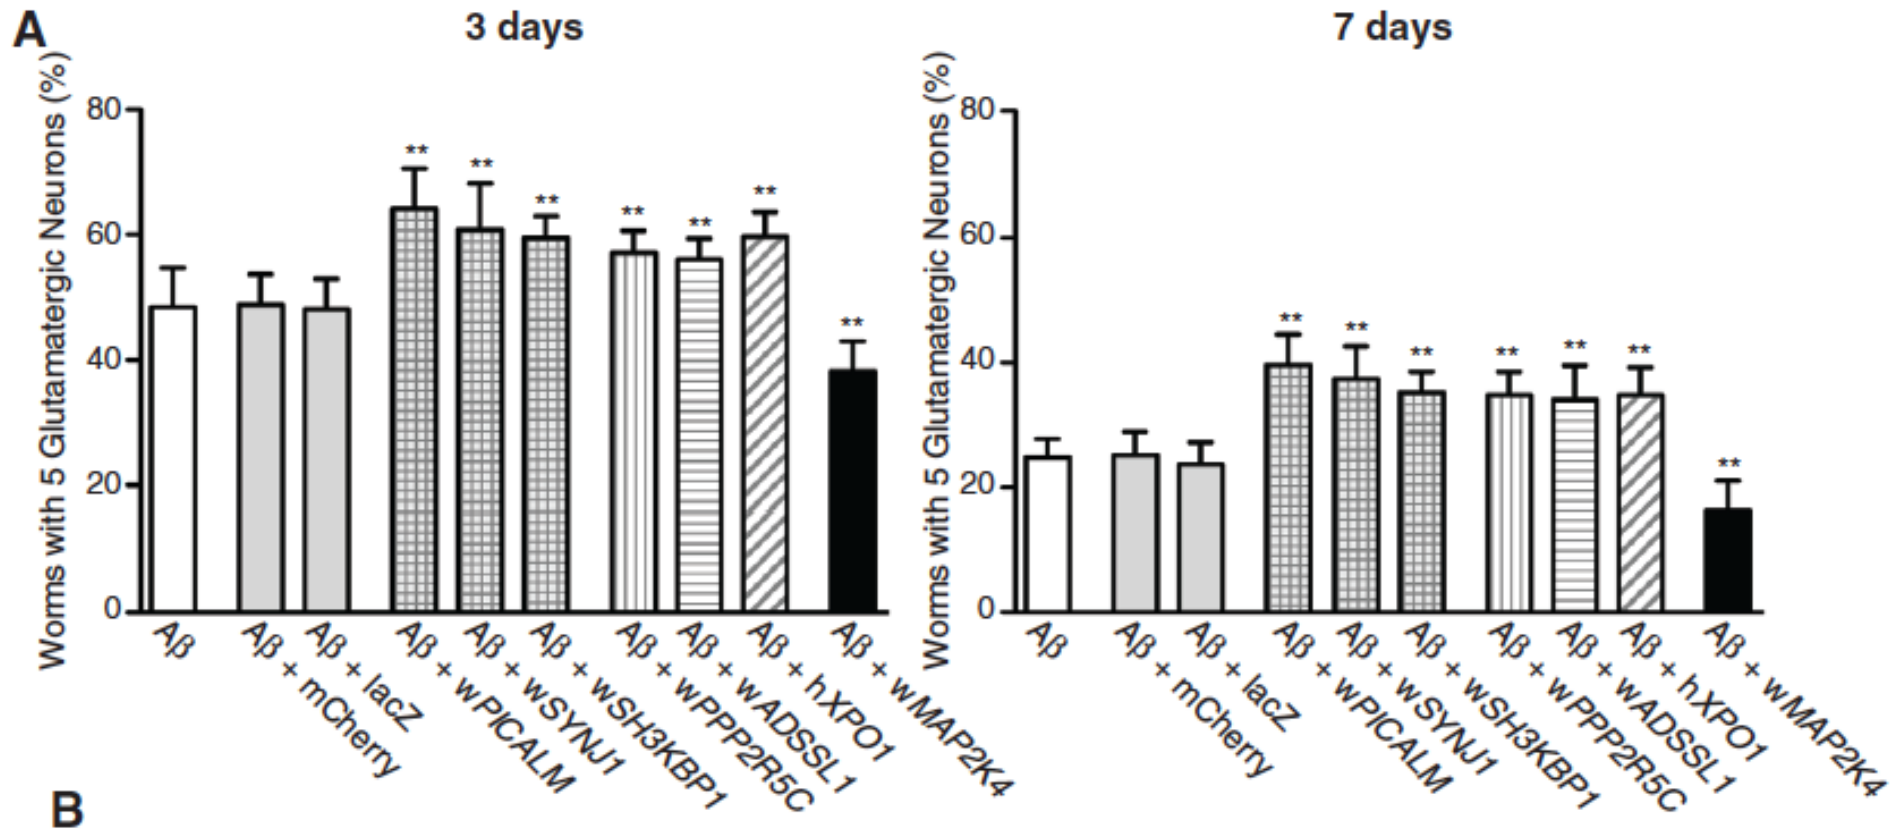 A
3 days
Worms with 5 Glutamatergic Neurons (%)
80
60
40
20
0
**
**
**
**
**
**
**
Aβ
Aβ + mCherry
Aβ + lacZ
Aβ + wPICALM
Aβ + wSYNJ1
Aβ + wSH3KBP1
Aβ + wPPP2R5C
Aβ + wADSSL1
Aβ + hXPO1
Aβ + wMAP2K4
7 days
Worms with 5 Glutamatergic Neurons (%)
80
60
40
20
0
**
**
**
**
**
**
**
Aβ
Aβ + mCherry
Aβ + lacZ
Aβ + wPICALM
Aβ + wSYNJ1
Aβ + wSH3KBP1
Aβ + wPPP2R5C
Aβ + wADSSL1
Aβ + hXPO1
Aβ + wMAP2K4
B